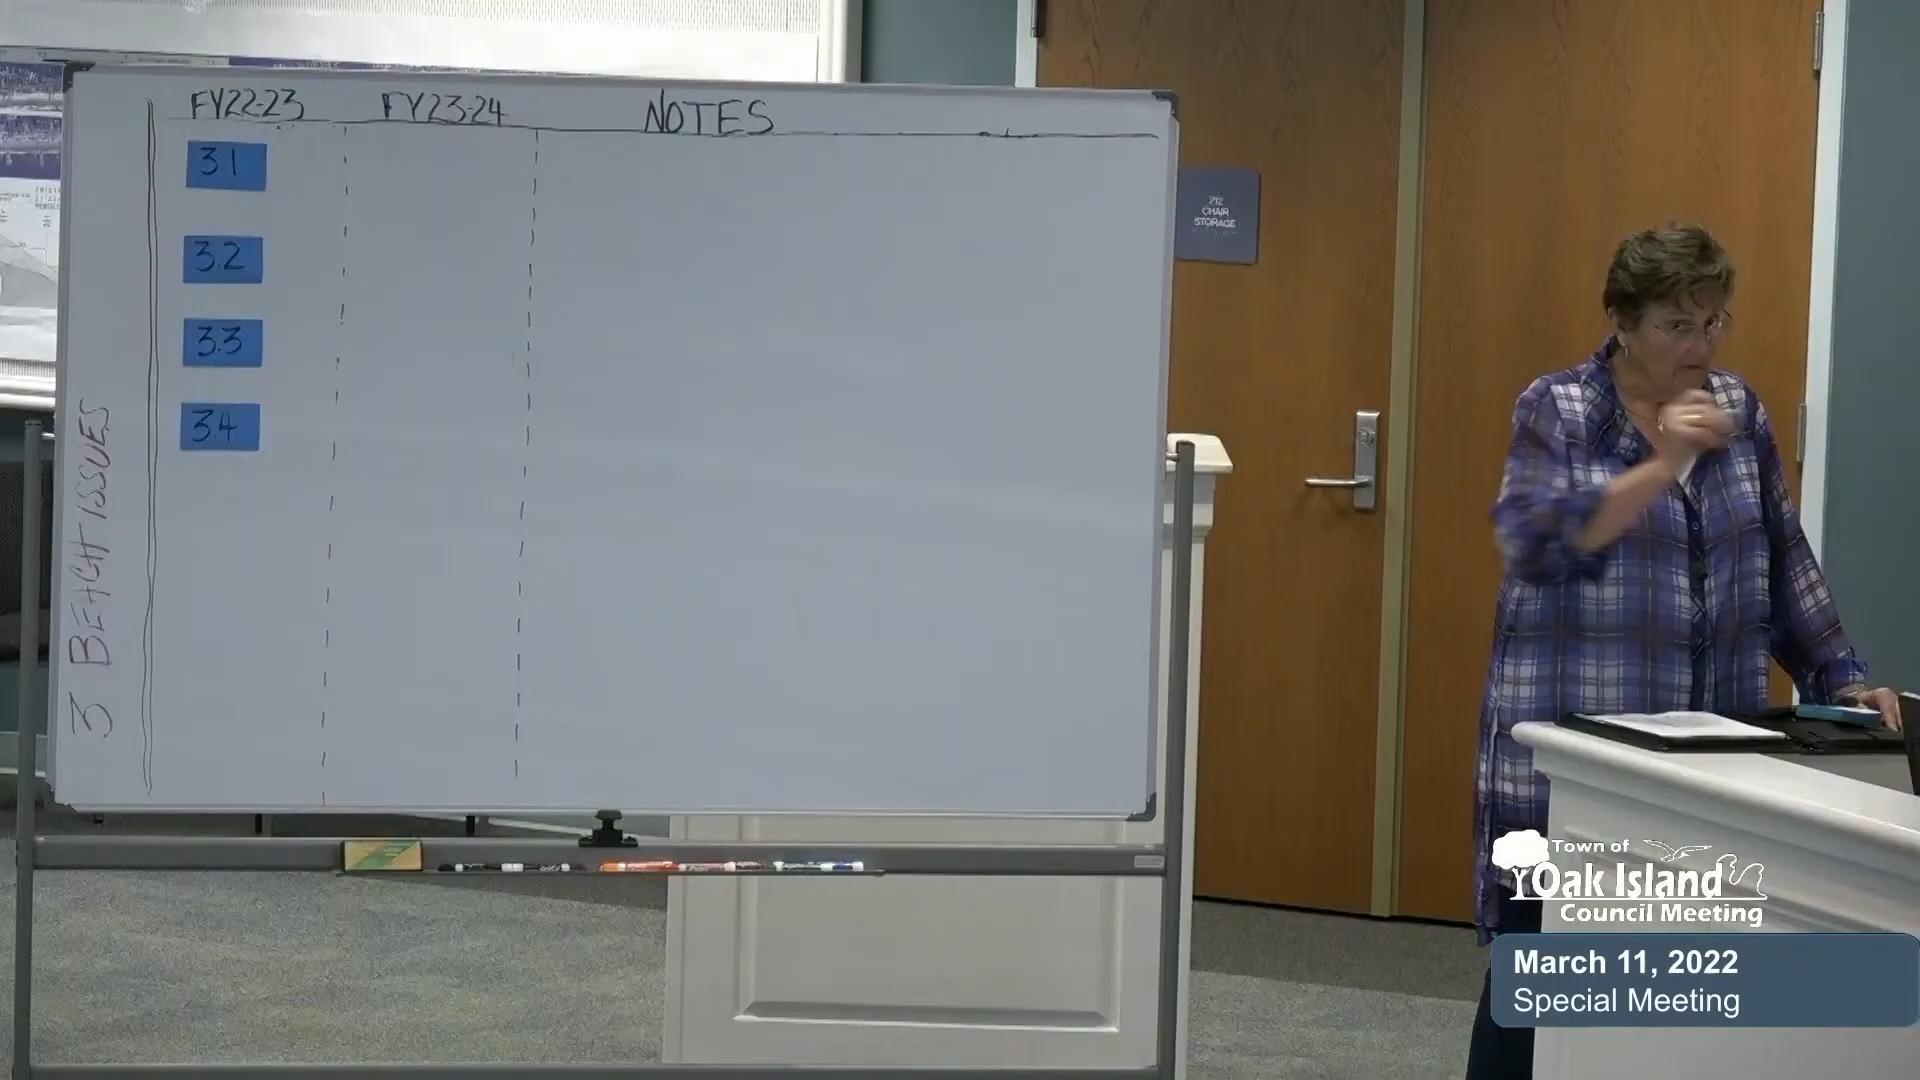 FY22-23 FY23-24 NOTES
3.1
3.2
3.3
3.4
3 BEACH ISSUES
212
CHAIR
STORAGE
Town of
Oak Island
Council Meeting
March 11, 2022
Special Meeting